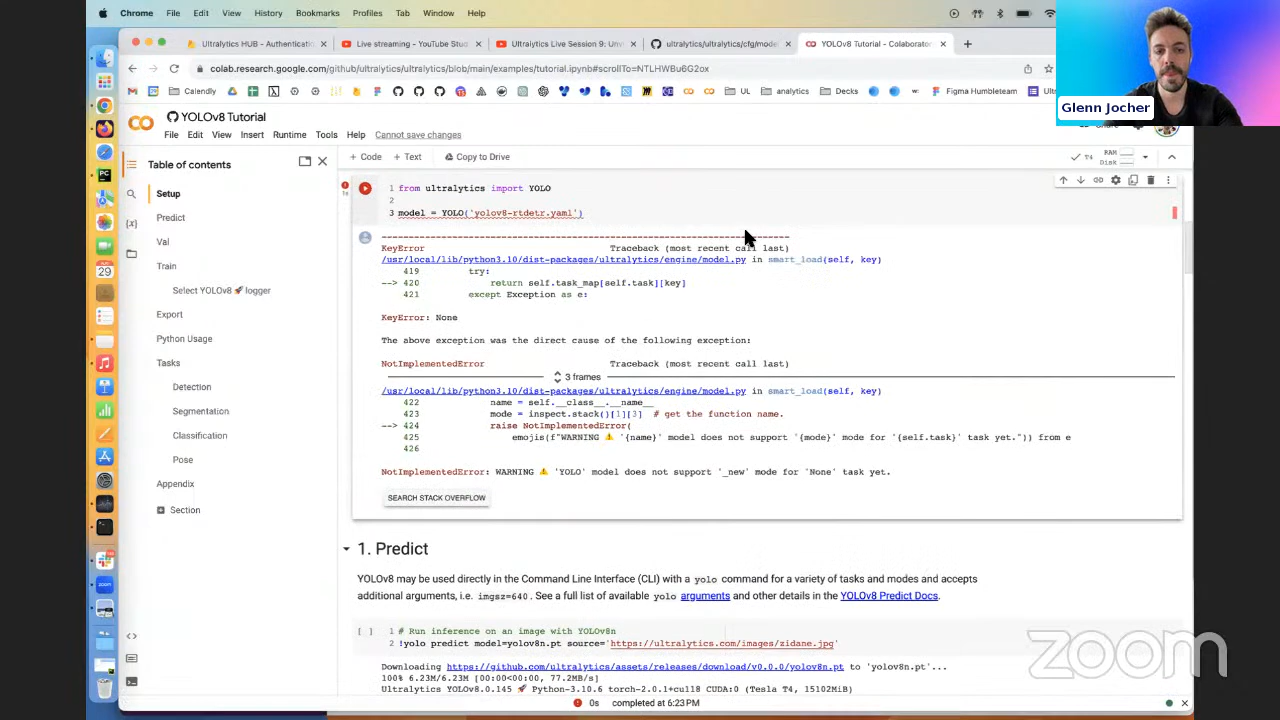 Chrome File Edit View History Bookmarks Profiles Tab Window Help
Ultralytics HUB - Authenticati
Live streaming - YouTube Stud
Ultralytics Live Session 9: Unv
ultralytics/ultralytics/cfg/model
YOLOv8 Tutorial - Colaborator
colab.research.google.com/github/ultralytics/ultralytics/blob/main/examples/tutorial.ipynb#scrollTo=NTLHWBu6G2ox
Calendly
UL
analytics
Decks
Figma Humbleteam
Glenn Jocher
YOLOv8 Tutorial
File Edit View Insert Runtime Tools Help Cannot save changes
+ Code + Text Copy to Drive
T4 RAM
Disk
Table of contents
Setup
Predict
Val
Train
Select YOLOv8 🚀 logger
Export
Python Usage
Tasks
Detection
Segmentation
Classification
Pose
Appendix
Section
1s
1 from ultralytics import YOLO
2
3 model = YOLO('yolov8-rtdetr.yaml')
---------------------------------------------------------------------------
KeyError Traceback (most recent call last)
/usr/local/lib/python3.10/dist-packages/ultralytics/engine/model.py in smart_load(self, key)
419 try:
--> 420 return self.task_map[self.task][key]
421 except Exception as e:
KeyError: None
The above exception was the direct cause of the following exception:
NotImplementedError Traceback (most recent call last)
3 frames
/usr/local/lib/python3.10/dist-packages/ultralytics/engine/model.py in smart_load(self, key)
422 name = self.__class__.__name__
423 mode = inspect.stack()[1][3] # get the function name.
--> 424 raise NotImplementedError(
425 emojis(f"WARNING ⚠️ '{name}' model does not support '{mode}' mode for '{self.task}' task yet.")) from e
426
NotImplementedError: WARNING ⚠️ 'YOLO' model does not support '_new' mode for 'None' task yet.
SEARCH STACK OVERFLOW
1. Predict
YOLOv8 may be used directly in the Command Line Interface (CLI) with a yolo command for a variety of tasks and modes and accepts
additional arguments, i.e. imgsz=640. See a full list of available yolo arguments and other details in the YOLOv8 Predict Docs.
[ ] 1 # Run inference on an image with YOLOv8n
2 !yolo predict model=yolov8n.pt source='https://ultralytics.com/images/zidane.jpg'
Downloading https://github.com/ultralytics/assets/releases/download/v0.0.0/yolov8n.pt to 'yolov8n.pt'...
100% 6.23M/6.23M [00:00<00:00, 77.2MB/s]
Ultralytics YOLOv8.0.145 🚀 Python-3.10.6 torch-2.0.1+cu118 CUDA:0 (Tesla T4, 15102MiB)
0s completed at 6:23PM
zoom